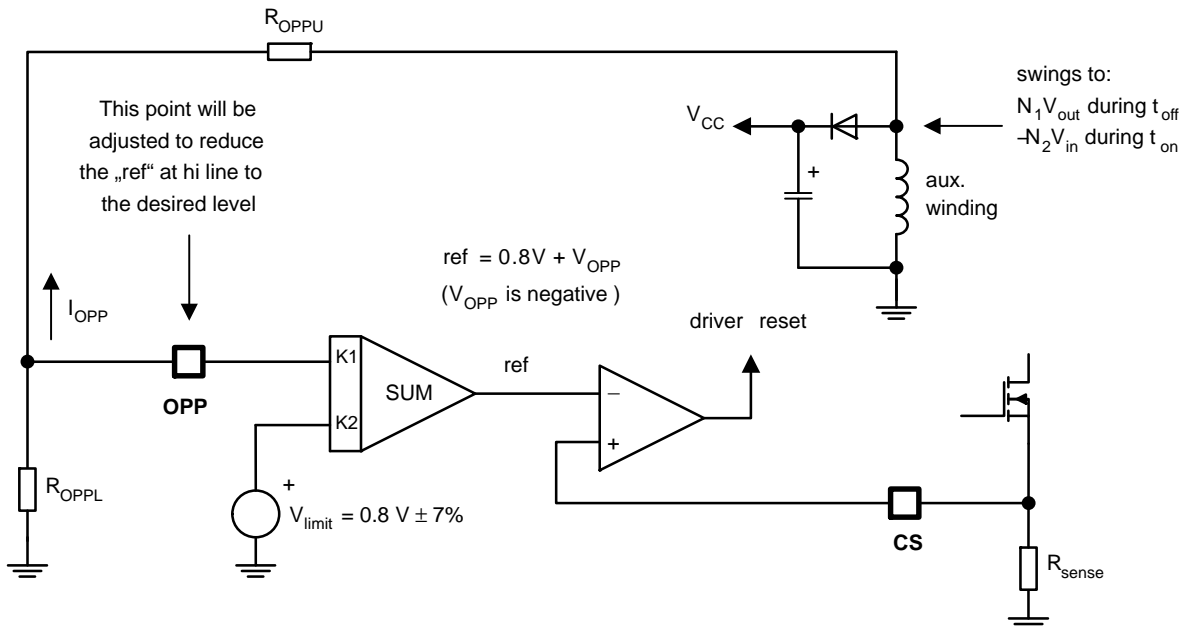 R_OPPU
This point will be
adjusted to reduce
the „ref“ at hi line to
the desired level
V_CC
swings to:
N_1V_out during t_off
–N_2V_in during t_on
+
aux.
winding
ref = 0.8V + V_OPP
(V_OPP is negative )
I_OPP
driver reset
K1
ref
SUM
OPP
K2
–
+
R_OPPL
+
V_limit = 0.8 V ± 7%
CS
R_sense